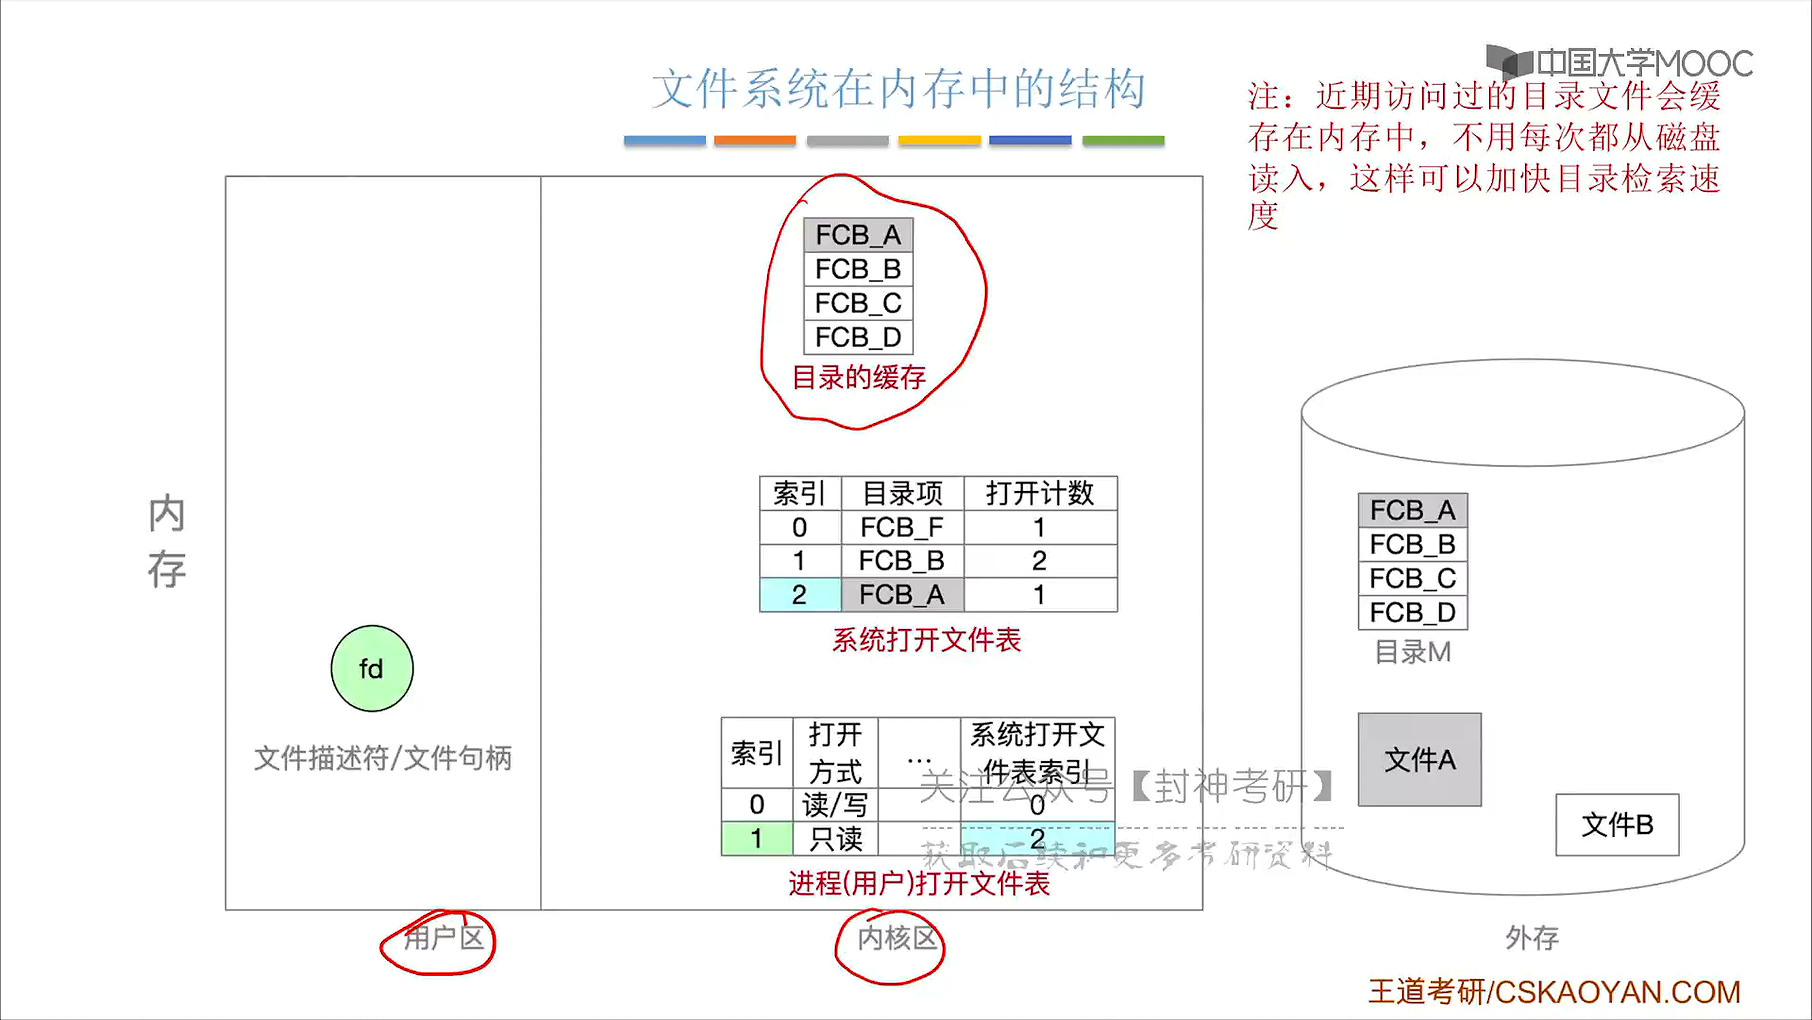 中国大学MOOC
文件系统在内存中的结构
注：近期访问过的目录文件会缓
存在内存中，不用每次都从磁盘
读入，这样可以加快目录检索速
度
FCB_A
FCB_B
FCB_C
FCB_D
目录的缓存
内
存
索引 目录项 打开计数
0 FCB_F 1
1 FCB_B 2
2 FCB_A 1
系统打开文件表
fd
文件描述符/文件句柄
索引 打开方式 … 系统打开文件表索引
0 读/写 0
1 只读 2
进程(用户)打开文件表
关注公众号【封神考研】
获取后续和更多考研资料
FCB_A
FCB_B
FCB_C
FCB_D
目录M
文件A
文件B
用户区
内核区
外存
王道考研/CSKAOYAN.COM